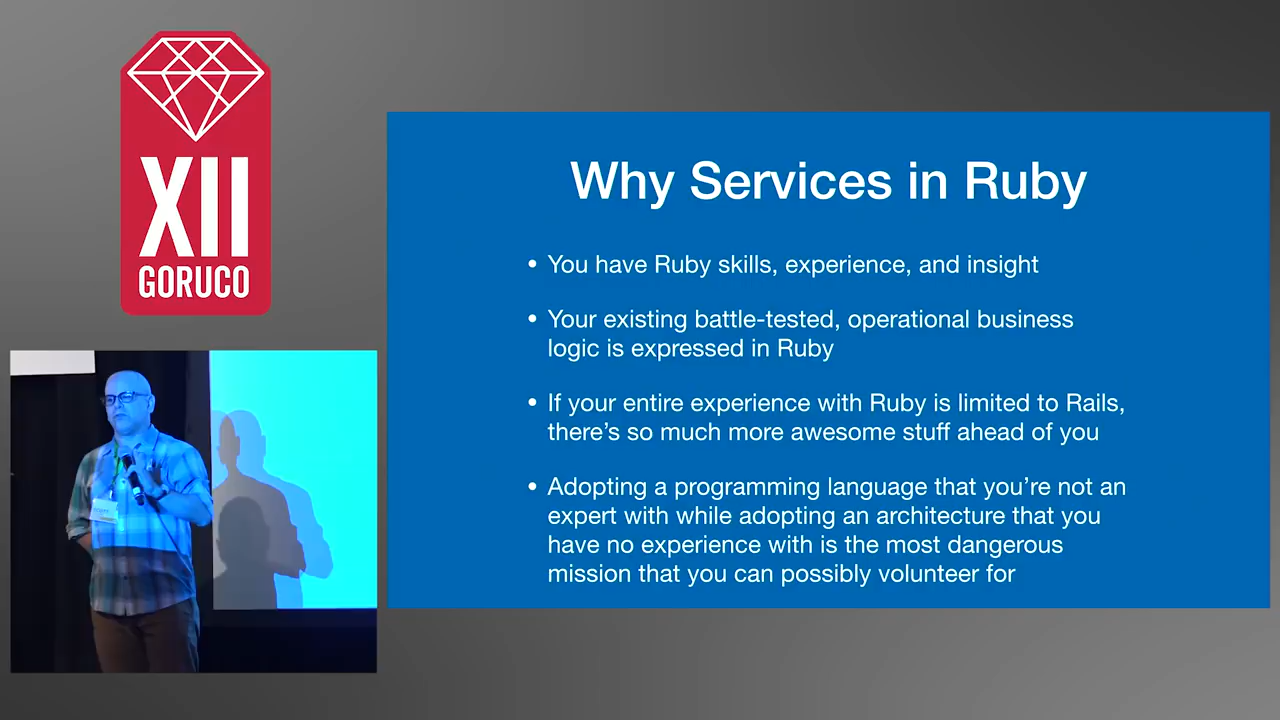 XII
GORUCO
Why Services in Ruby
• You have Ruby skills, experience, and insight
• Your existing battle-tested, operational business
logic is expressed in Ruby
• If your entire experience with Ruby is limited to Rails,
there's so much more awesome stuff ahead of you
• Adopting a programming language that you're not an
expert with while adopting an architecture that you
have no experience with is the most dangerous
mission that you can possibly volunteer for